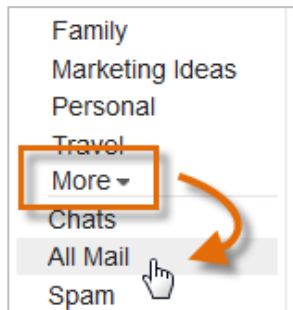 Family
Marketing Ideas
Personal
Travel
More
Chats
All Mail
Spam